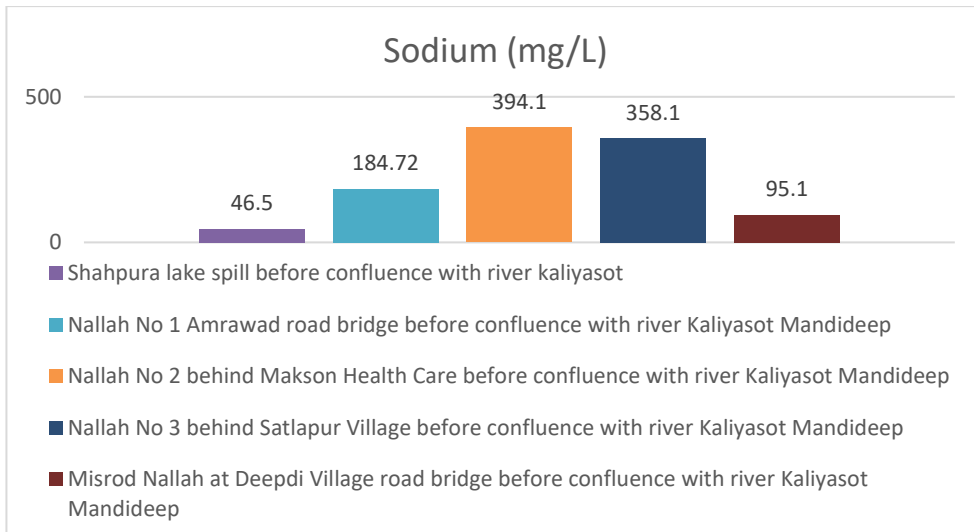 Sodium (mg/L)
500
394.1
358.1
184.72
95.1
46.5
0
Shahpura lake spill before confluence with river kaliyasot
Nallah No 1 Amrawad road bridge before confluence with river Kaliyasot Mandideep
Nallah No 2 behind Makson Health Care before confluence with river Kaliyasot Mandideep
Nallah No 3 behind Satlapur Village before confluence with river Kaliyasot Mandideep
Misrod Nallah at Deepdi Village road bridge before confluence with river Kaliyasot
Mandideep